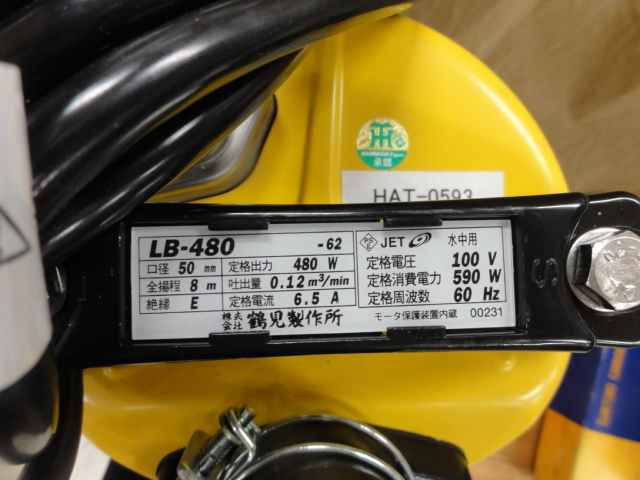 承認
HAT-0593
LB-480 -62
口径 50 mm 定格出力 480 W
全揚程 8 m 吐出量 0.12 m³/min
絶縁 E 定格電流 6.5 A
株式会社 鶴見製作所
PS E JET 水中用
定格電圧 100 V
定格消費電力 590 W
定格周波数 60 Hz
モータ保護装置内蔵 00231
S